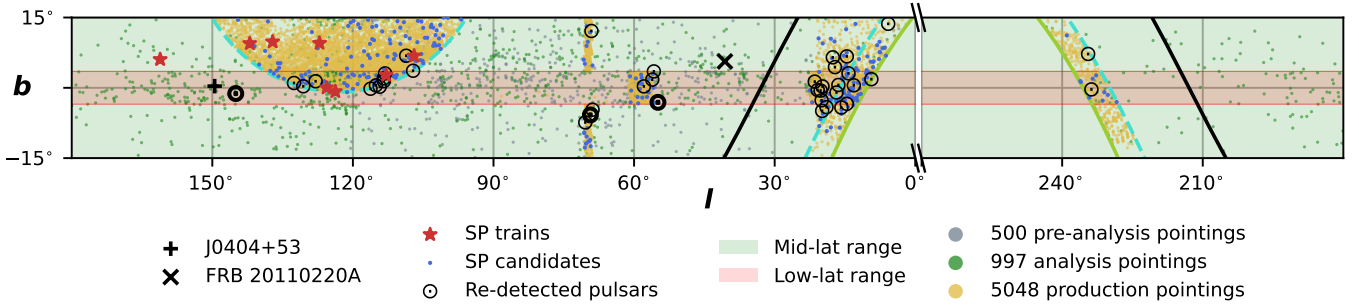 15°
b
−15°
150° 120° 90° 60° 30° 0° 240° 210°
l
J0404+53
FRB 20110220A
SP trains
SP candidates
Re-detected pulsars
Mid-lat range
Low-lat range
500 pre-analysis pointings
997 analysis pointings
5048 production pointings